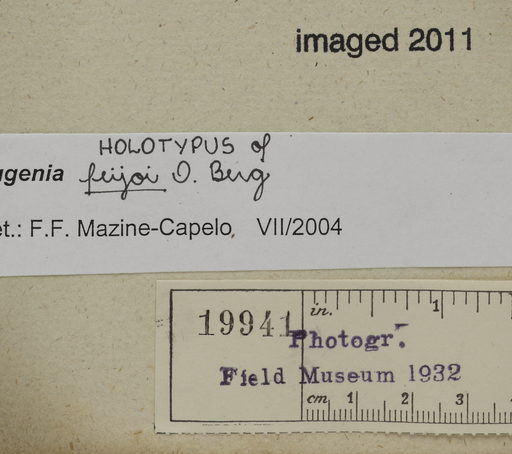 imaged 2011
HOLOTYPUS of
ugenia feijoi O. Berg
et.: F.F. Mazine-Capelo, VII/2004
in. 1
19941
Photogr.
Field Museum 1932
cm 1 2 3